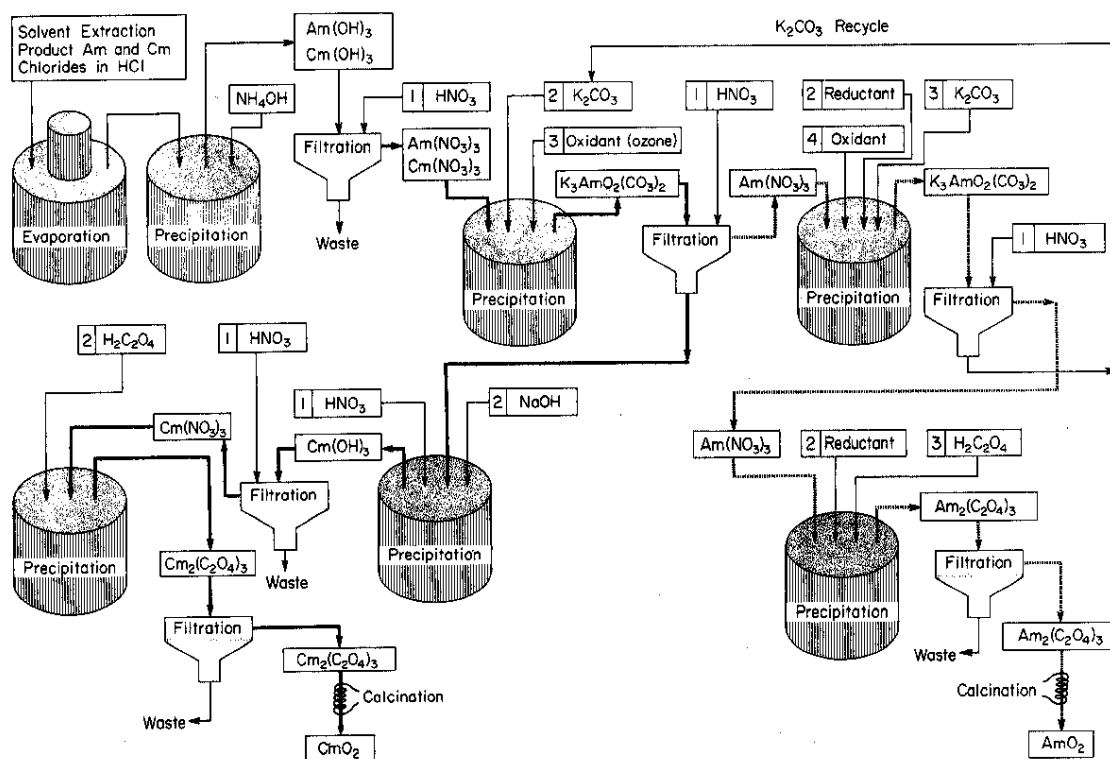 Solvent Extraction
Product Am and Cm
Chlorides in HCl
Am(OH)₃
Cm(OH)₃
NH₄OH
Evaporation
Precipitation
1 HNO₃
Filtration
Am(NO₃)₃
Cm(NO₃)₃
Waste
K₂CO₃ Recycle
2 K₂CO₃
3 Oxidant (ozone)
K₃AmO₂(CO₃)₂
Precipitation
1 HNO₃
Filtration
Am(NO₃)₃
2 Reductant
4 Oxidant
3 K₂CO₃
K₃AmO₂(CO₃)₂
Precipitation
1 HNO₃
Filtration
2 H₂C₂O₄
1 HNO₃
Cm(NO₃)₃
Precipitation
Filtration
Waste
1 HNO₃
2 NaOH
Cm(OH)₃
Precipitation
Cm₂(C₂O₄)₃
Filtration
Waste
Cm₂(C₂O₄)₃
Calcination
CmO₂
Am(NO₃)₃
2 Reductant
3 H₂C₂O₄
Am₂(C₂O₄)₃
Precipitation
Filtration
Waste
Am₂(C₂O₄)₃
Calcination
AmO₂